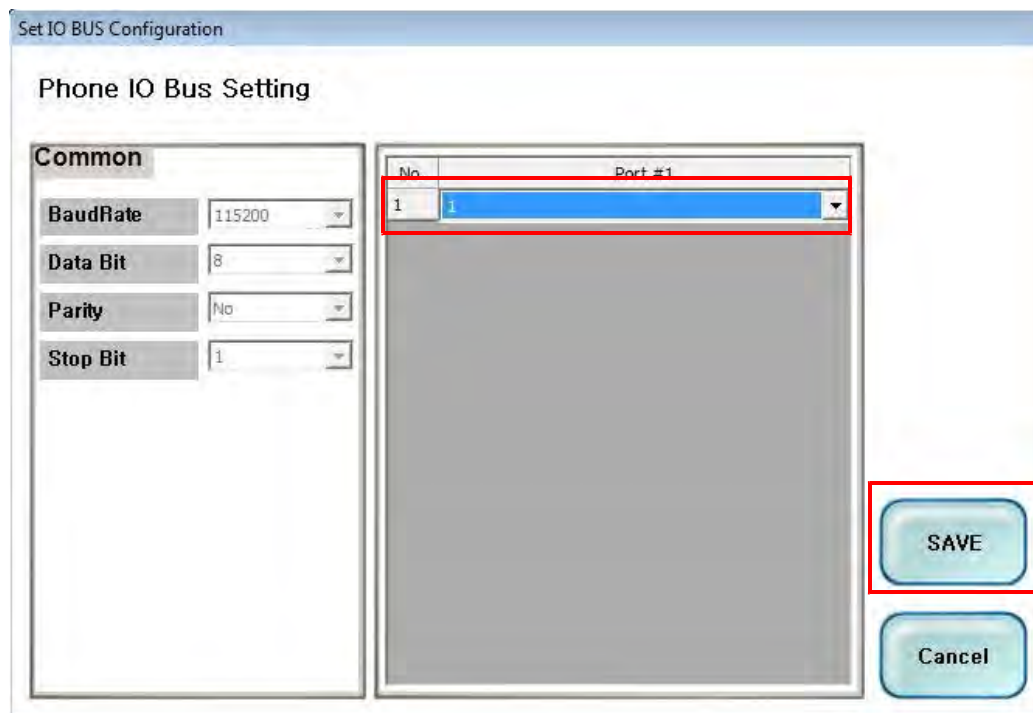 Set IO BUS Configuration
Phone IO Bus Setting
Common
BaudRate 115200
Data Bit 8
Parity No
Stop Bit 1
No Port #1
1 1
SAVE
Cancel